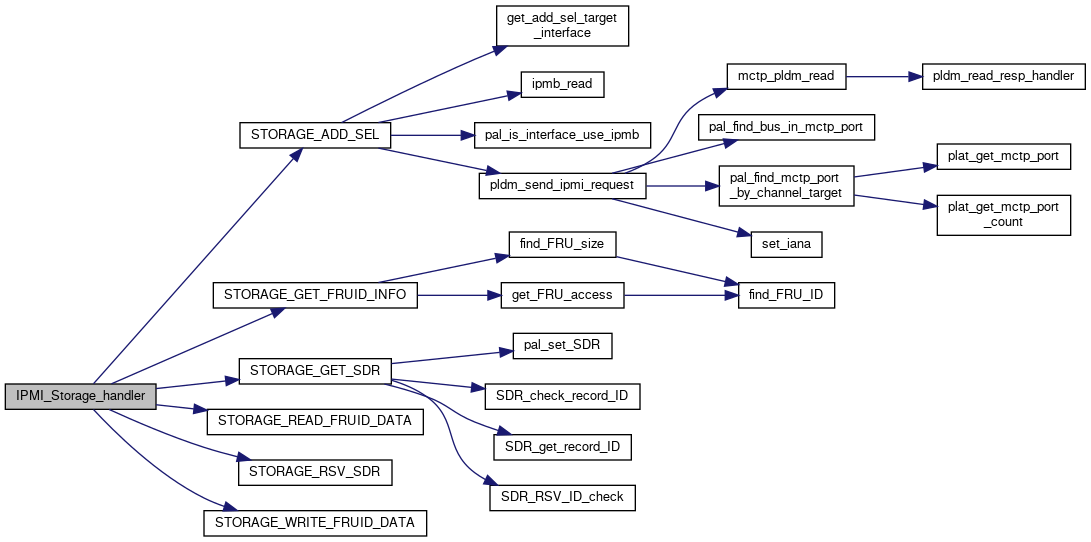 get_add_sel_target
_interface
ipmb_read
mctp_pldm_read
pldm_read_resp_handler
STORAGE_ADD_SEL
pal_is_interface_use_ipmb
pal_find_bus_in_mctp_port
plat_get_mctp_port
pldm_send_ipmi_request
pal_find_mctp_port
_by_channel_target
plat_get_mctp_port
_count
find_FRU_size
set_iana
STORAGE_GET_FRUID_INFO
get_FRU_access
find_FRU_ID
pal_set_SDR
STORAGE_GET_SDR
IPMI_Storage_handler
SDR_check_record_ID
STORAGE_READ_FRUID_DATA
SDR_get_record_ID
STORAGE_RSV_SDR
SDR_RSV_ID_check
STORAGE_WRITE_FRUID_DATA